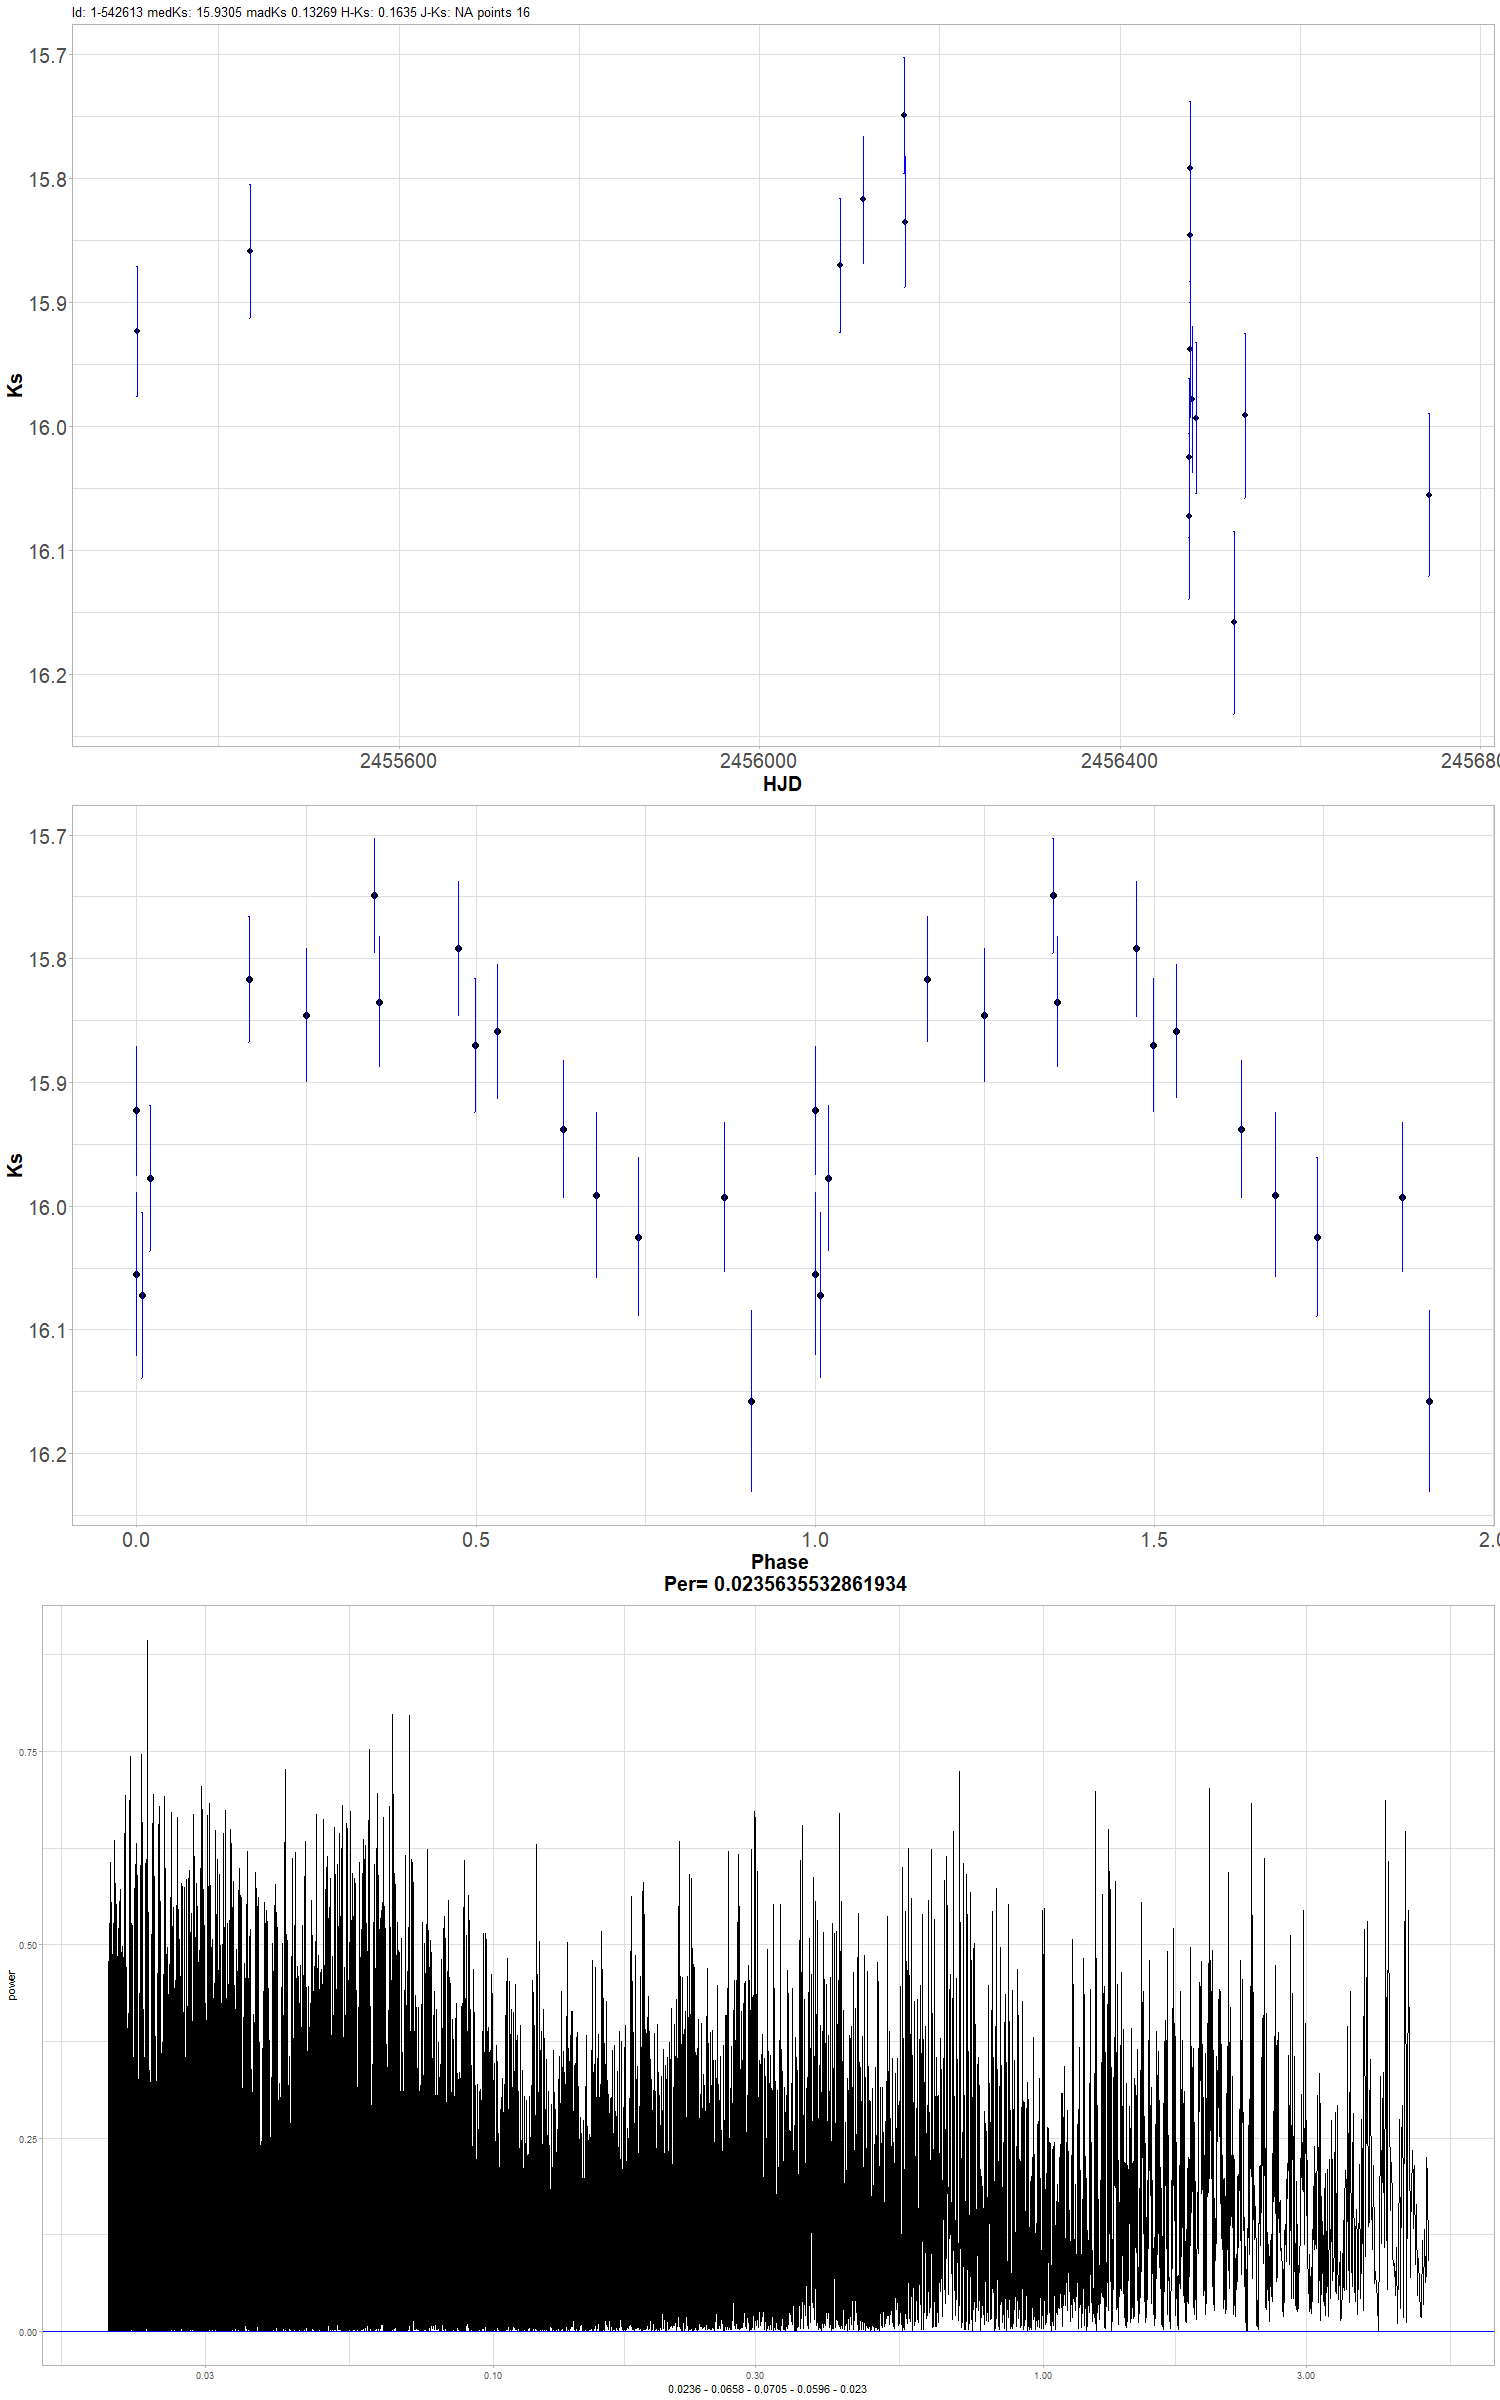 Id: 1-542613 medKs: 15.9305 madKs 0.13269 H-Ks: 0.1635 J-Ks: NA points 16
15.7
15.8
15.9
16.0
16.1
16.2
Ks
2455600 2456000 2456400 245680
HJD
15.7
15.8
15.9
16.0
16.1
16.2
Ks
0.0 0.5 1.0 1.5 2.0
Phase
Per= 0.0235635532861934
0.75
0.50
0.25
0.00
power
0.03 0.10 0.30 1.00 3.00
0.0236 - 0.0658 - 0.0705 - 0.0596 - 0.023